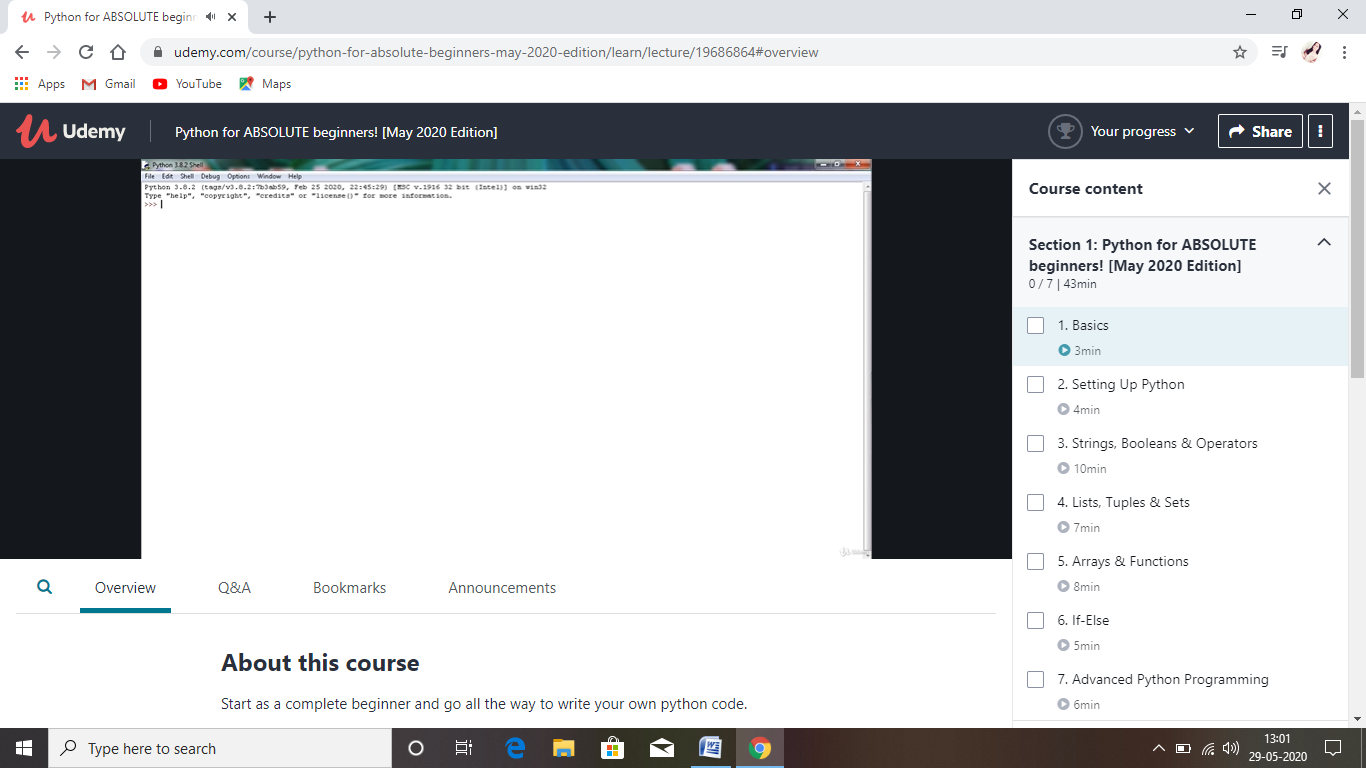 Python for ABSOLUTE begin
udemy.com/course/python-for-absolute-beginners-may-2020-edition/learn/lecture/19686864#overview
Apps
Gmail
YouTube
Maps
Udemy
Python for ABSOLUTE beginners! [May 2020 Edition]
Your progress
Share
Python 3.8.2 Shell
File Edit Shell Debug Options Window Help
Python 3.8.2 (tags/v3.8.2:7b3ab59, Feb 25 2020, 22:45:29) [MSC v.1916 32 bit (Intel)] on win32
Type "help", "copyright", "credits" or "license()" for more information.
>>>
Overview
Q&A
Bookmarks
Announcements
About this course
Start as a complete beginner and go all the way to write your own python code.
Course content
Section 1: Python for ABSOLUTE
beginners! [May 2020 Edition]
0 / 7 | 43min
1. Basics
3min
2. Setting Up Python
4min
3. Strings, Booleans & Operators
10min
4. Lists, Tuples & Sets
7min
5. Arrays & Functions
8min
6. If-Else
5min
7. Advanced Python Programming
6min
Type here to search
13:01
29-05-2020